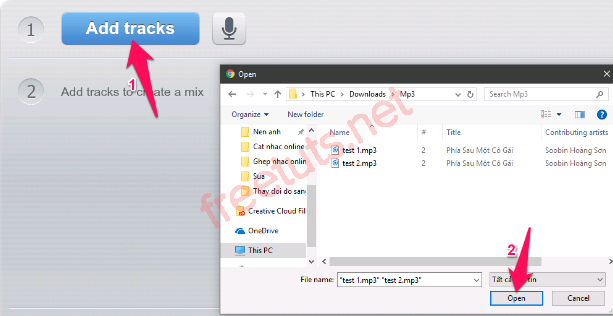 1 Add tracks
1
2 Add tracks to create a mix
Open
This PC > Downloads > Mp3
Search Mp3
Organize New folder
Name # Title Contributing artists
Nen anh
Cat nhac online
Ghep nhac online
Sua
Thay doi do san
Creative Cloud Fil
OneDrive
This PC
test 1.mp3 2 Phía Sau Một Cô Gái Soobin Hoàng Sơn
test 2.mp3 2 Phía Sau Một Cô Gái Soobin Hoàng Sơn
freetuts.net
2
File name: "test 1.mp3" "test 2.mp3"
Tất cả tin
Open Cancel